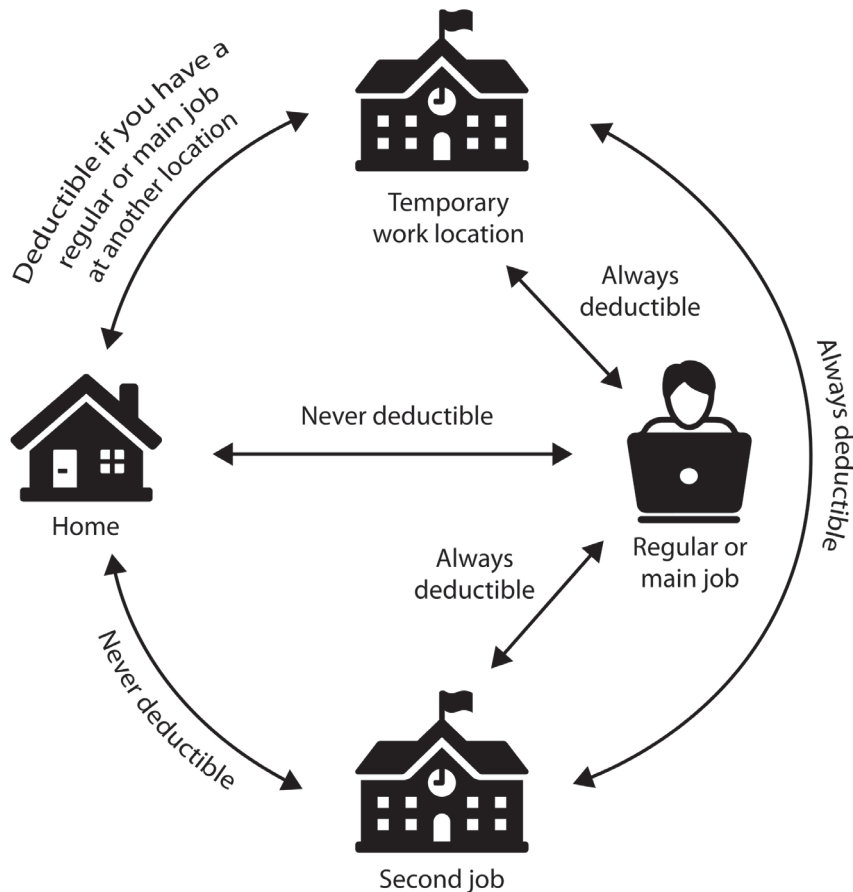 Deductible if you have a
regular or main job
at another location
Temporary
work location
Always
deductible
Always deductible
Never deductible
Home
Regular or
main job
Always
deductible
Never deductible
Second job